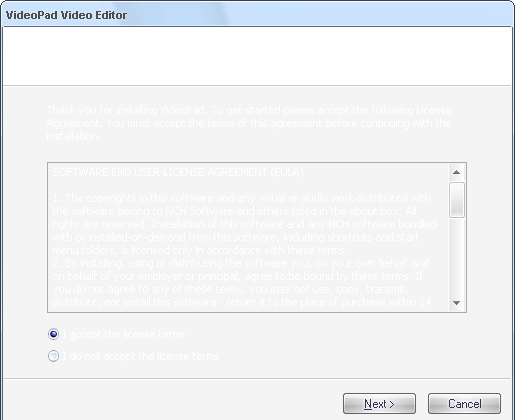 VideoPad Video Editor
Thank you for installing VideoPad. To get started please accept the following License
Agreement. You must accept the terms of this agreement before continuing with the
installation.
SOFTWARE END USER LICENSE AGREEMENT (EULA)
1. The copyrights in this software and any visual or audio work distributed with
the software belong to NCH Software and others listed in the about box. All
rights are reserved. Installation of this software and any NCH software bundled
with or installed-on-demand from this software, including shortcuts and start
menu folders, is licensed only in accordance with these terms.
2. By installing, using or distributing the software you, on your own behalf and
on behalf of your employer or principal, agree to be bound by these terms. If
you do not agree to any of these terms, you may not use, copy, transmit,
distribute, nor install this software - return it to the place of purchase within 14
I accept the license terms
I do not accept the license terms
Next >
Cancel